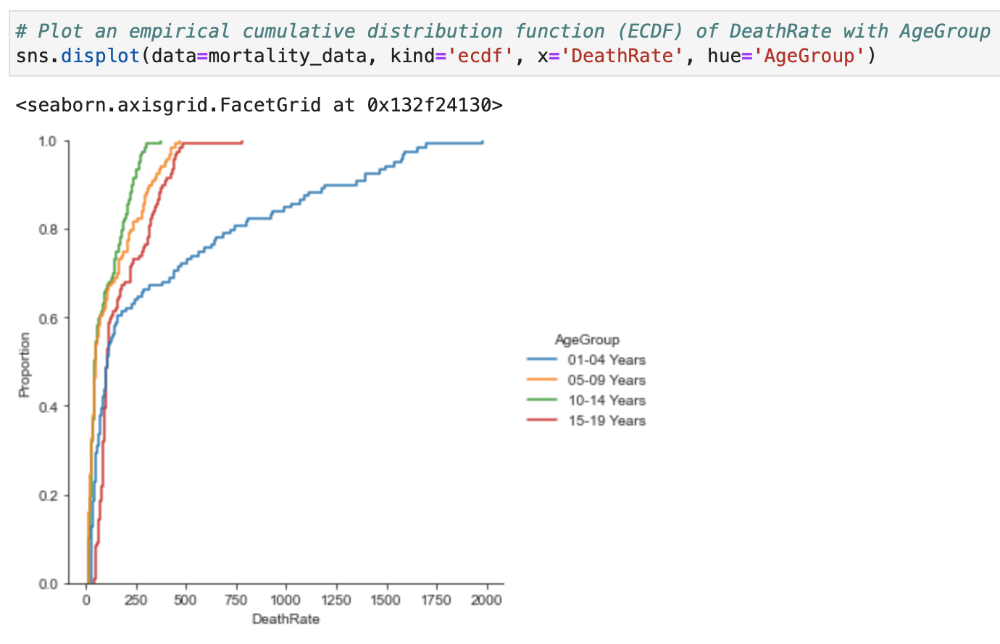 # Plot an empirical cumulative distribution function (ECDF) of DeathRate with AgeGroup
sns.displot(data=mortality_data, kind='ecdf', x='DeathRate', hue='AgeGroup')
<seaborn.axisgrid.FacetGrid at 0x132f24130>
1.0
0.8
0.6
0.4
0.2
0.0
Proportion
0 250 500 750 1000 1250 1500 1750 2000
DeathRate
AgeGroup
01-04 Years
05-09 Years
10-14 Years
15-19 Years